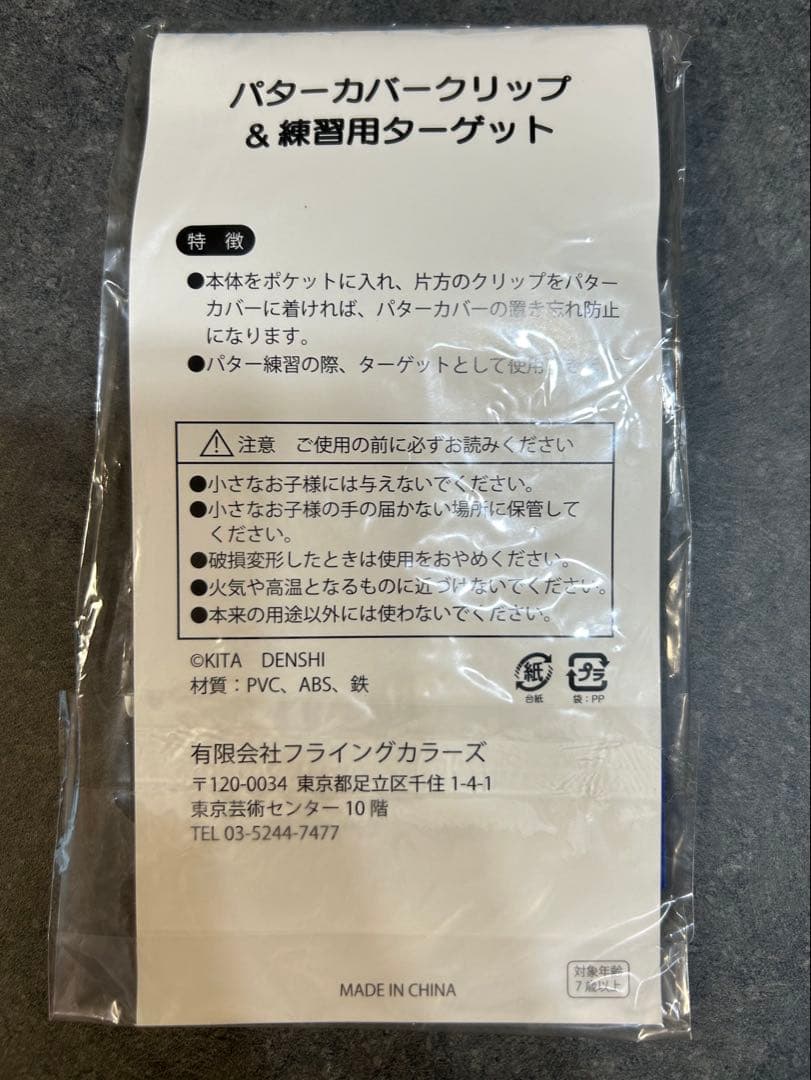 パターカバークリップ
&練習用ターゲット
特 徴
●本体をポケットに入れ、片方のクリップをパター
カバーに着ければ、パターカバーの置き忘れ防止
になります。
●パター練習の際、ターゲットとして使用できます
注意 ご使用の前に必ずお読みください
●小さなお子様には与えないでください。
●小さなお子様の手の届かない場所に保管して
ください。
●破損変形したときは使用をおやめください。
●火気や高温となるものに近づけないでください。
●本来の用途以外には使わないでください。
©KITA DENSHI
材質:PVC、ABS、鉄
紙
台紙
プラ
袋:PP
有限会社フライングカラーズ
〒120-0034 東京都足立区千住 1-4-1
東京芸術センター 10 階
TEL 03-5244-7477
MADE IN CHINA
対象年齢
7 歳以上